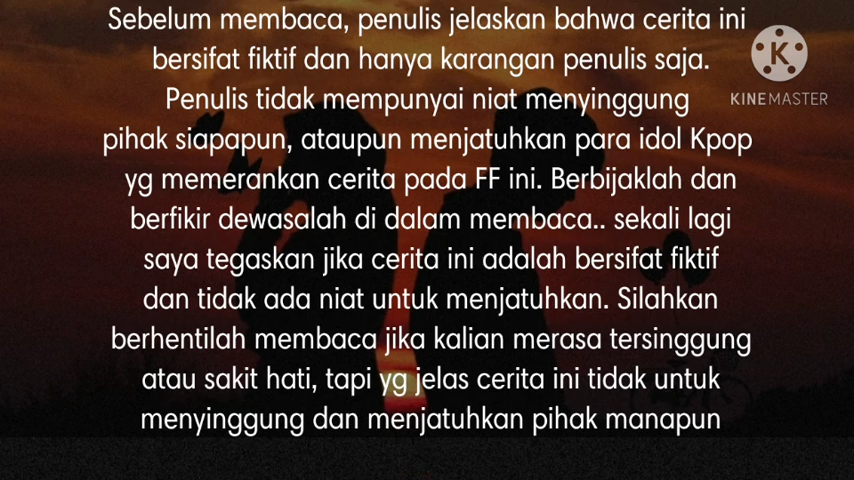 Sebelum membaca, penulis jelaskan bahwa cerita ini
bersifat fiktif dan hanya karangan penulis saja.
Penulis tidak mempunyai niat menyinggung
pihak siapapun, ataupun menjatuhkan para idol Kpop
yg memerankan cerita pada FF ini. Berbijaklah dan
berfikir dewasalah di dalam membaca.. sekali lagi
saya tegaskan jika cerita ini adalah bersifat fiktif
dan tidak ada niat untuk menjatuhkan. Silahkan
berhentilah membaca jika kalian merasa tersinggung
atau sakit hati, tapi yg jelas cerita ini tidak untuk
menyinggung dan menjatuhkan pihak manapun
K
KINEMASTER